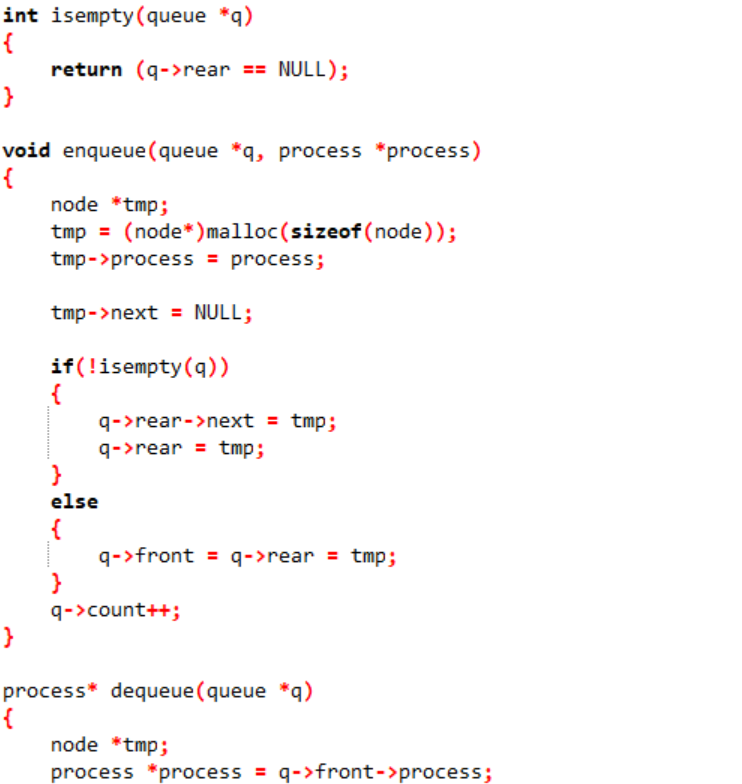 int isempty(queue *q)
{
    return (q->rear == NULL);
}

void enqueue(queue *q, process *process)
{
    node *tmp;
    tmp = (node*)malloc(sizeof(node));
    tmp->process = process;

    tmp->next = NULL;

    if(!isempty(q))
    {
        q->rear->next = tmp;
        q->rear = tmp;
    }
    else
    {
        q->front = q->rear = tmp;
    }
    q->count++;
}

process* dequeue(queue *q)
{
    node *tmp;
    process *process = q->front->process;